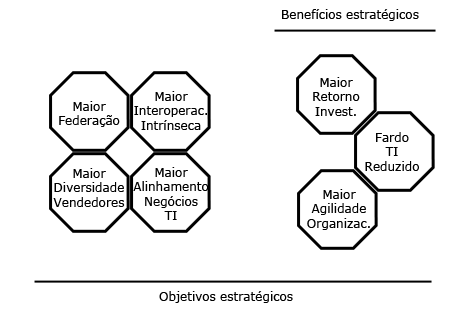 Benefícios estratégicos
Maior
Federação
Maior
Interoperac.
Intrínseca
Maior
Diversidade
Vendedores
Maior
Alinhamento
Negócios
TI
Maior
Retorno
Invest.
Fardo
TI
Reduzido
Maior
Agilidade
Organizac.
Objetivos estratégicos